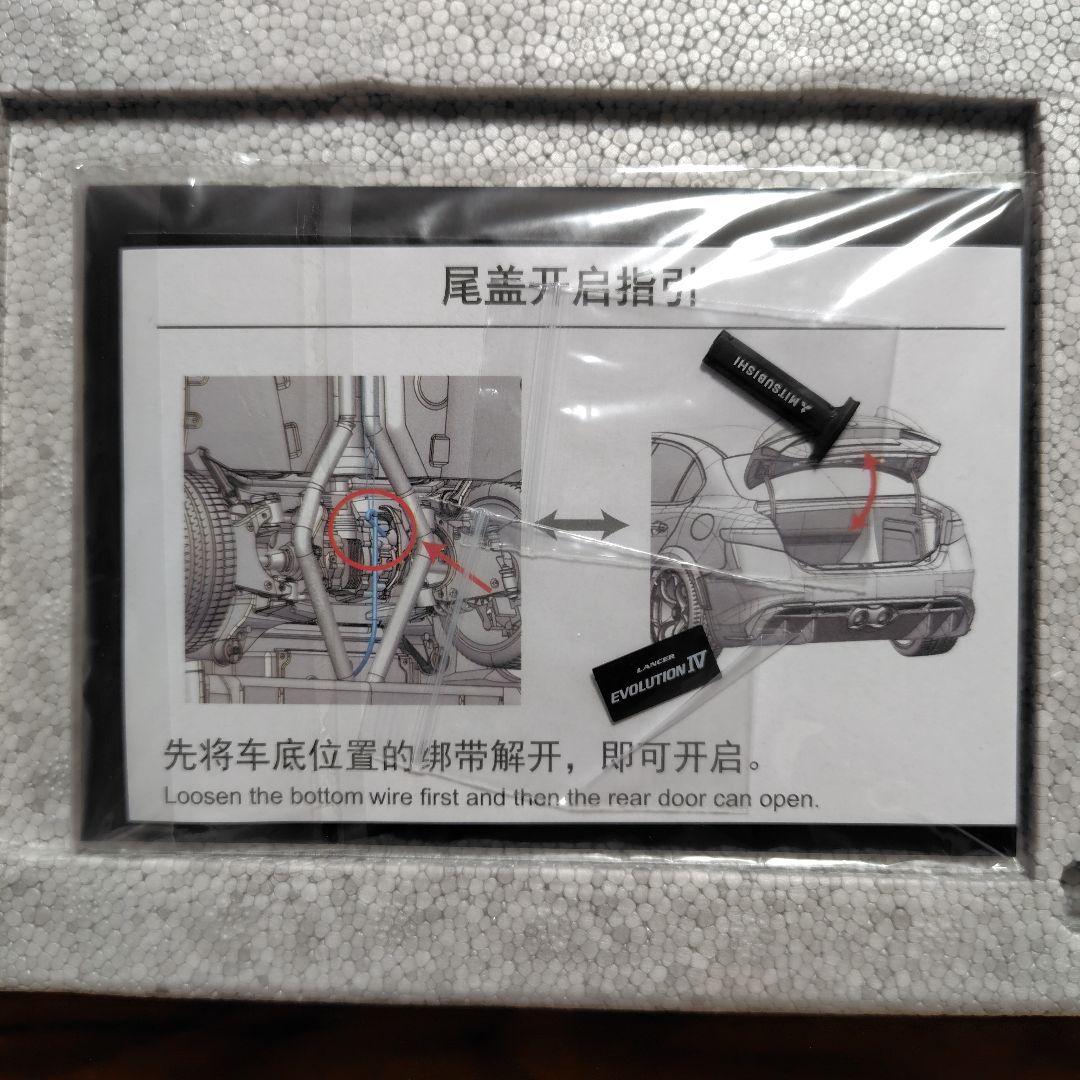 尾盖开启指引
MITSUBISHI
LANCER
EVOLUTION IV
先将车底位置的绑带解开，即可开启。
Loosen the bottom wire first and then the rear door can open.